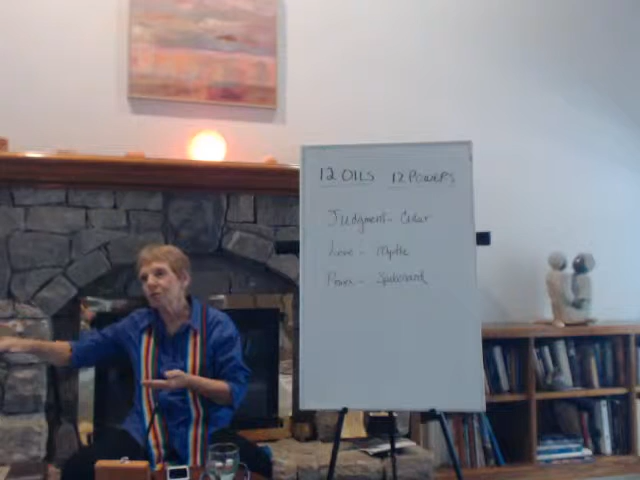 12 OILS 12 POWERS
Judgment - Cedar
Love - Myrtle
Power - Spikenard